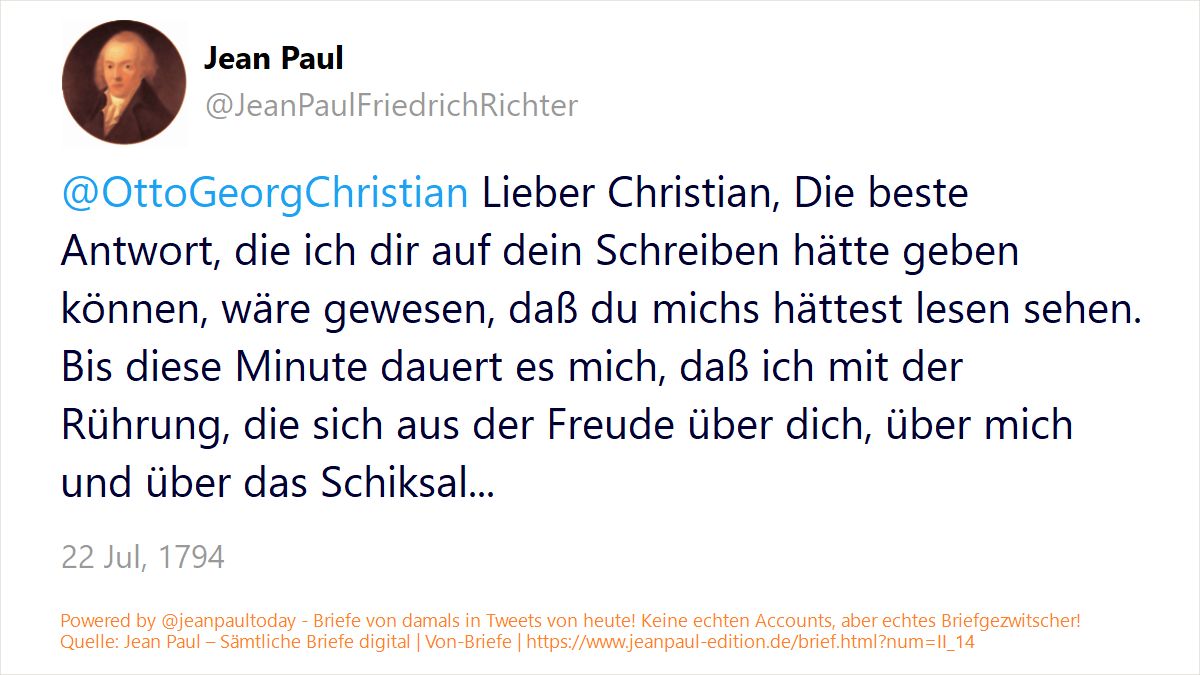 Jean Paul
@JeanPaulFriedrichRichter
@OttoGeorgChristian Lieber Christian, Die beste
Antwort, die ich dir auf dein Schreiben hätte geben
können, wäre gewesen, daß du michs hättest lesen sehen.
Bis diese Minute dauert es mich, daß ich mit der
Rührung, die sich aus der Freude über dich, über mich
und über das Schiksal...
22 Jul, 1794
Powered by @jeanpaultoday - Briefe von damals in Tweets von heute! Keine echten Accounts, aber echtes Briefgezwitscher!
Quelle: Jean Paul – Sämtliche Briefe digital | Von-Briefe | https://www.jeanpaul-edition.de/brief.html?num=II_14